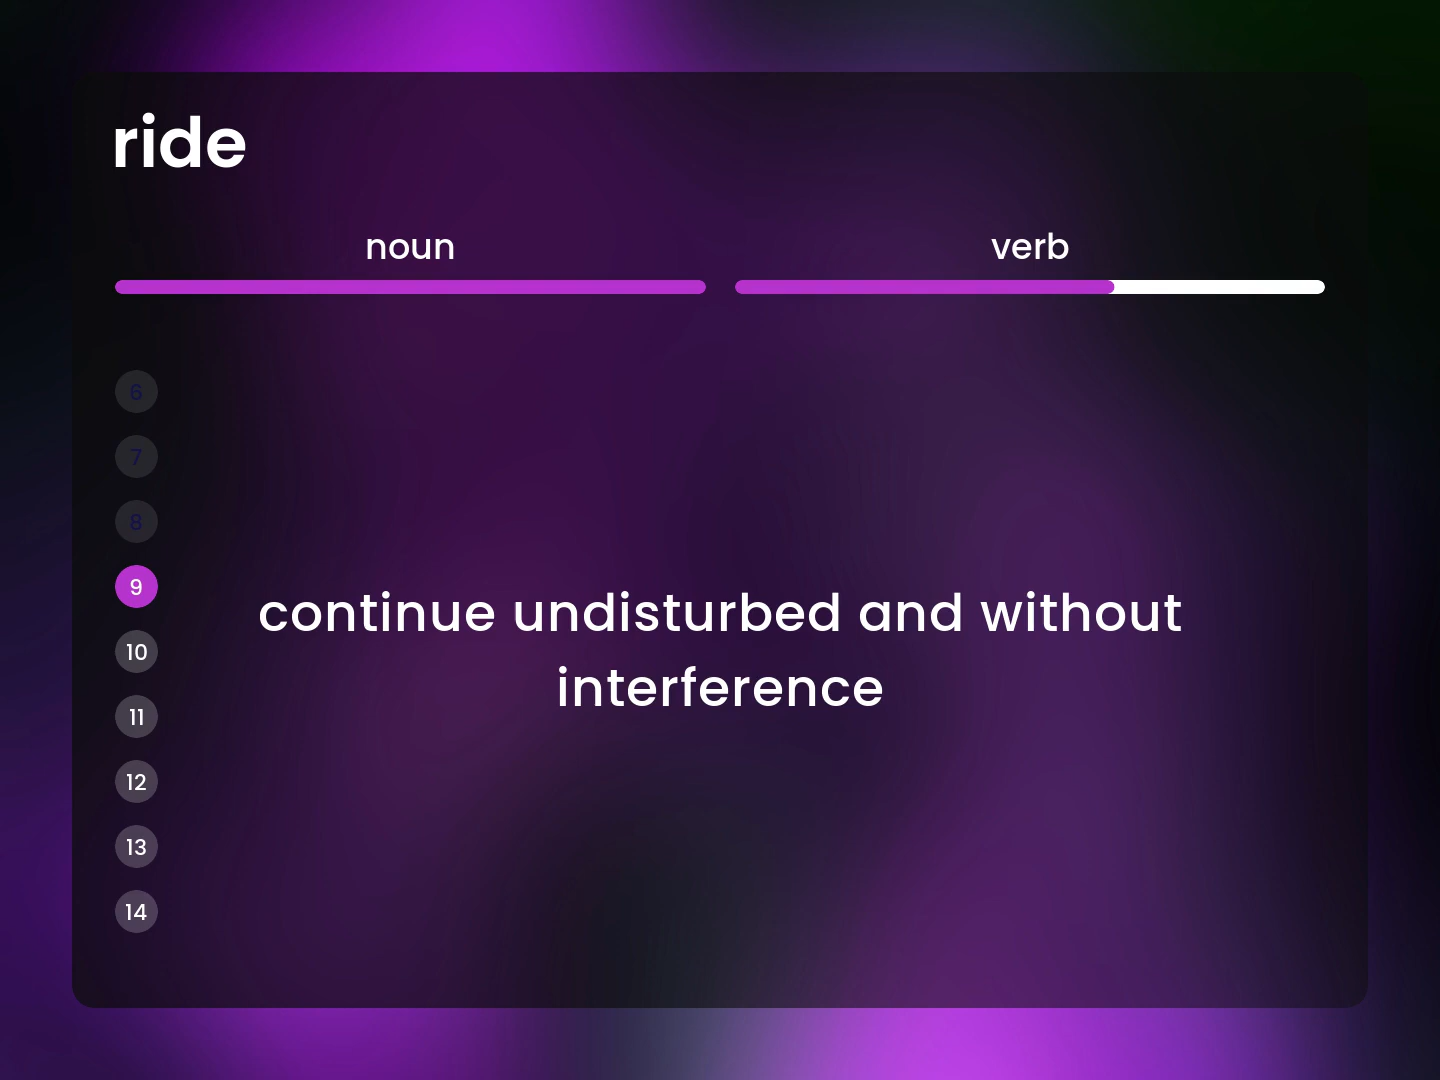 ride
noun
verb
6
7
8
9
10
11
12
13
14
continue undisturbed and without
interference